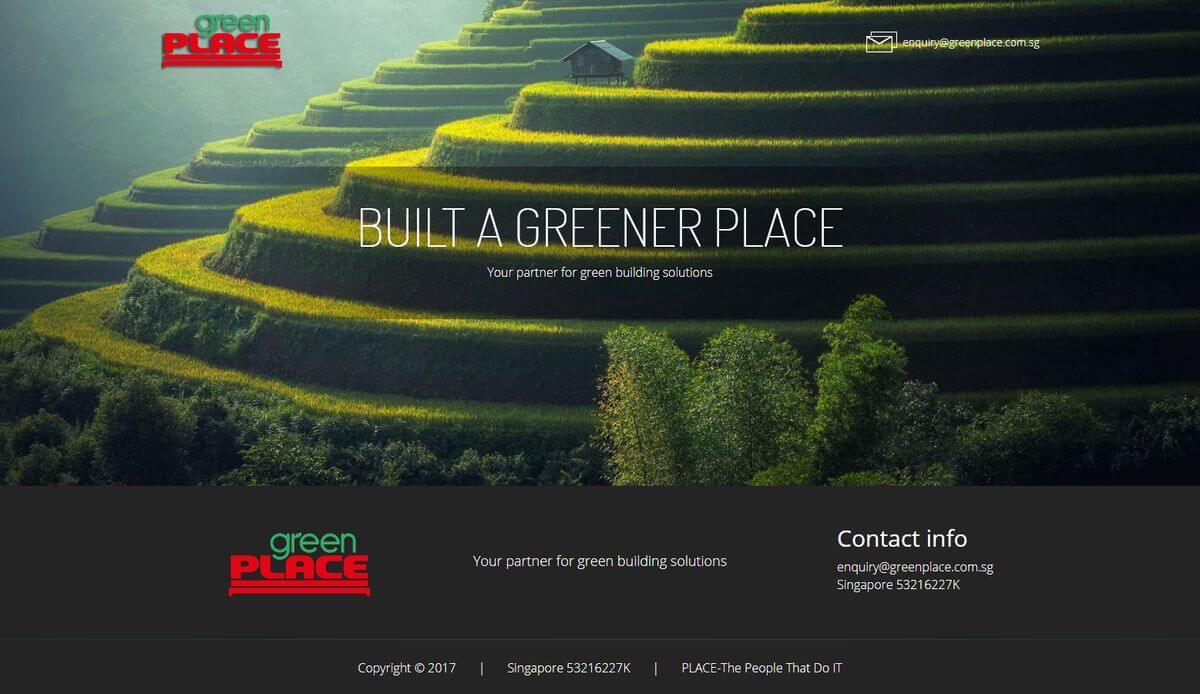 green
PLACE
enquiry@greenplace.com.sg
BUILT A GREENER PLACE
Your partner for green building solutions
green
PLACE
Your partner for green building solutions
Contact info
enquiry@greenplace.com.sg
Singapore 53216227K
Copyright © 2017 | Singapore 53216227K | PLACE-The People That Do IT